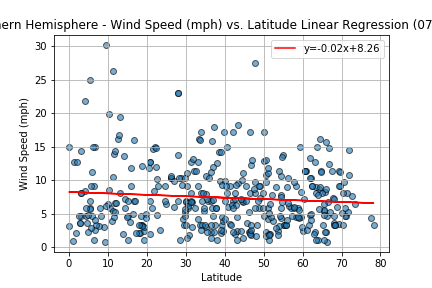 ern Hemisphere - Wind Speed (mph) vs. Latitude Linear Regression (07
y=-0.02x+8.26
30
25
20
15
10
5
0
Wind Speed (mph)
0 10 20 30 40 50 60 70 80
Latitude